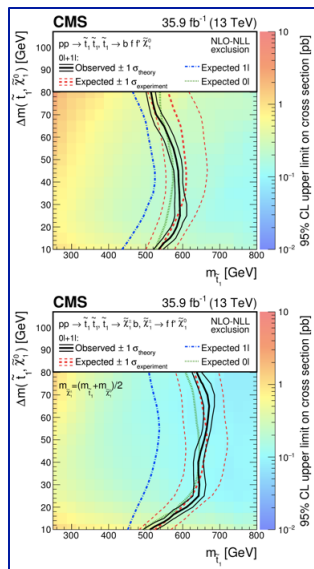 CMS 35.9 fb⁻¹ (13 TeV)
pp → t̃₁ t̃₁, t̃₁ → b f f' χ̃₁⁰ NLO-NLL
exclusion
0l+1l:
Observed ± 1 σ_theory
Expected 1l
Expected ± 1 σ_experiment
Expected 0l
Δm(t̃₁, χ̃₁⁰) [GeV]
80
70
60
50
40
30
20
10
300 400 500 600 700 800
m_t̃₁ [GeV]
10
1
10⁻¹
10⁻²
95% CL upper limit on cross section [pb]
CMS 35.9 fb⁻¹ (13 TeV)
pp → t̃₁ t̃₁, t̃₁ → χ̃₁⁺ b, χ̃₁⁺ → f f' χ̃₁⁰ NLO-NLL
exclusion
0l+1l:
Observed ± 1 σ_theory
Expected 1l
Expected ± 1 σ_experiment
Expected 0l
m_χ̃₁⁺=(m_t̃₁+m_χ̃₁⁰)/2
Δm(t̃₁, χ̃₁⁰) [GeV]
80
70
60
50
40
30
20
10
300 400 500 600 700 800
m_t̃₁ [GeV]
10
1
10⁻¹
10⁻²
95% CL upper limit on cross section [pb]